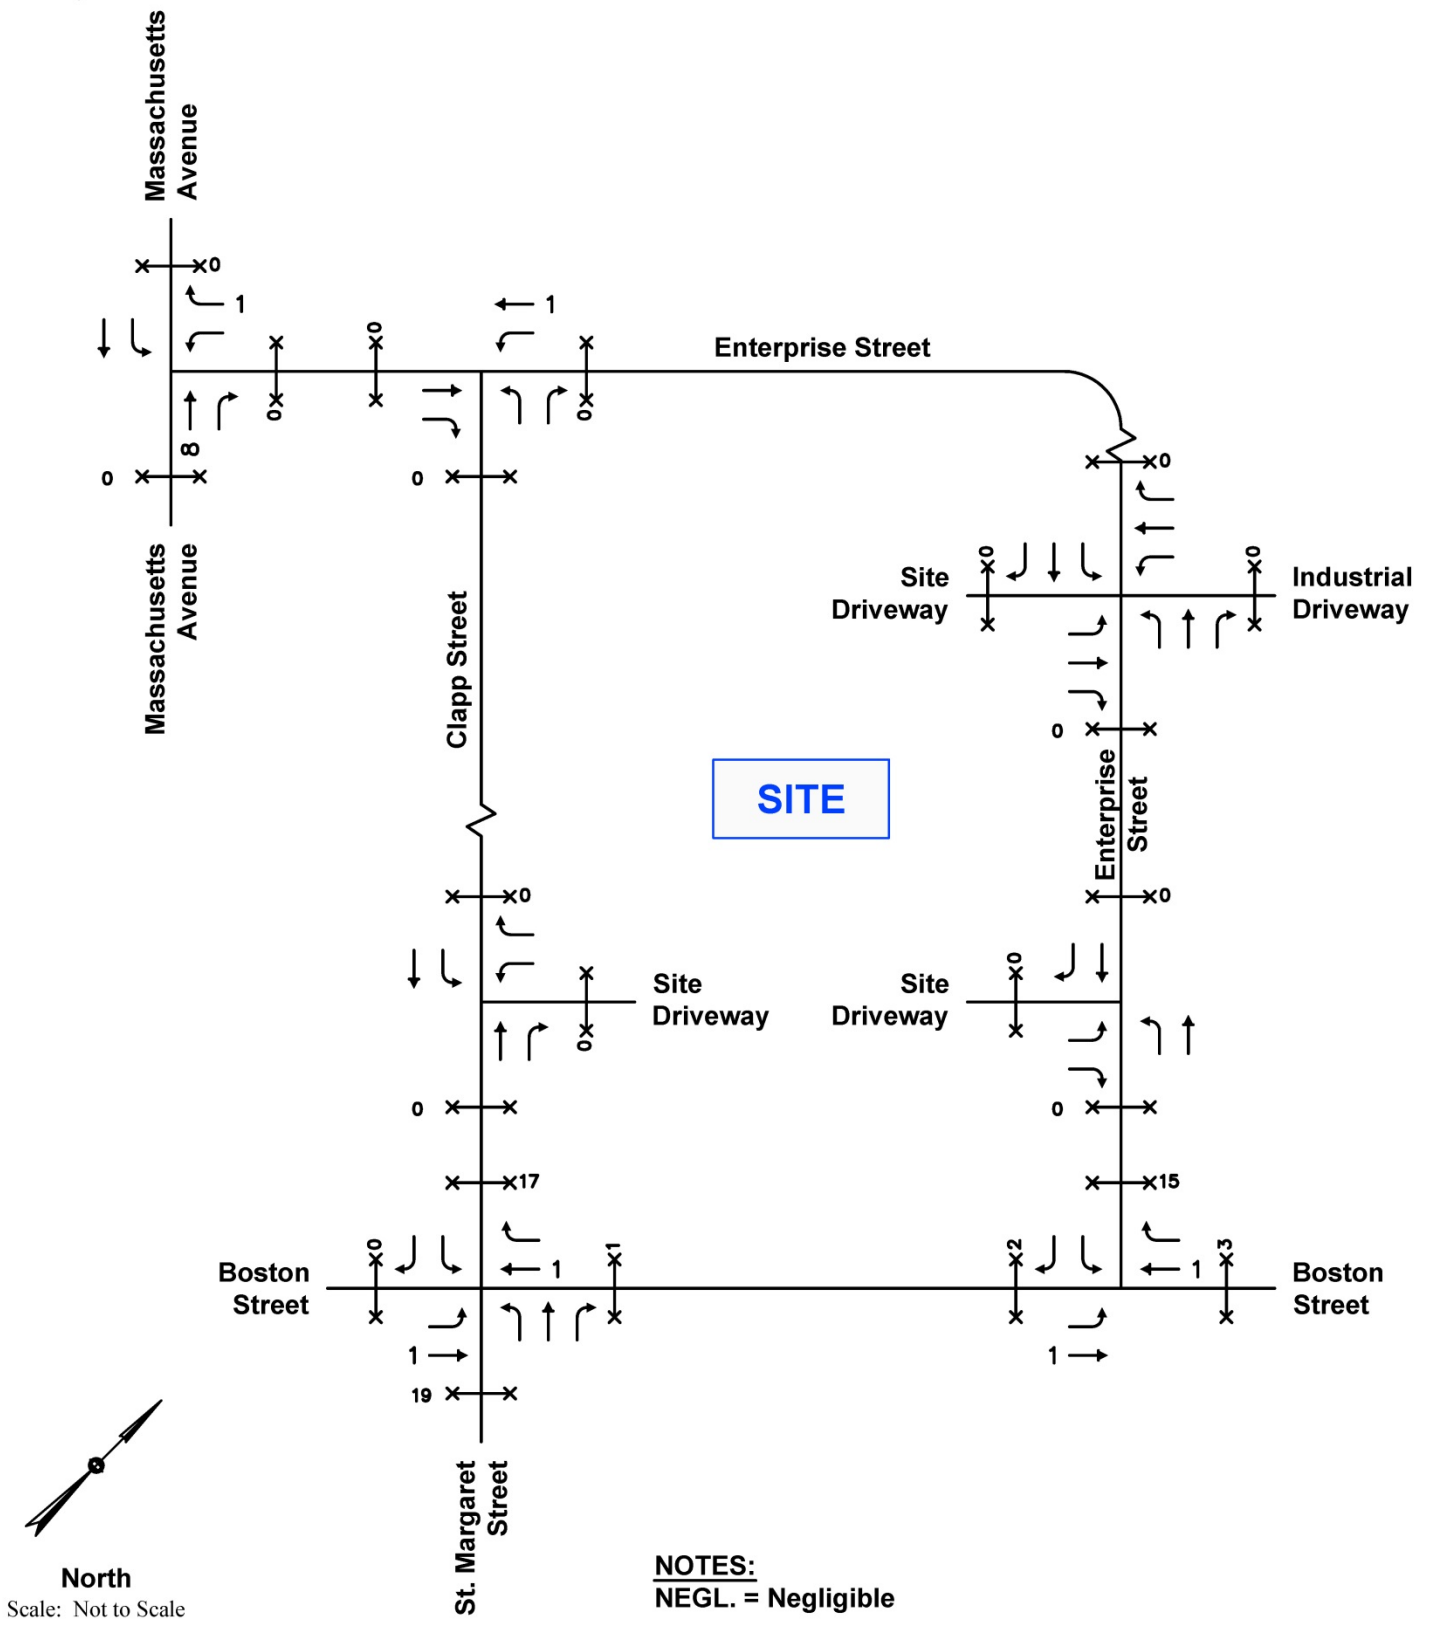 Massachusetts
Avenue
0
1
1
0
Enterprise Street
0
0
8
0
0
0
Massachusetts
Avenue
Clapp Street
0
0
Site
Driveway
Industrial
Driveway
0
SITE
Enterprise
Street
0
0
0
Site
Driveway
Site
Driveway
0
0
0
17
15
0
1
2
3
Boston
Street
1
1
Boston
Street
1
1
19
St. Margaret
Street
North
Scale: Not to Scale
NOTES:
NEGL. = Negligible